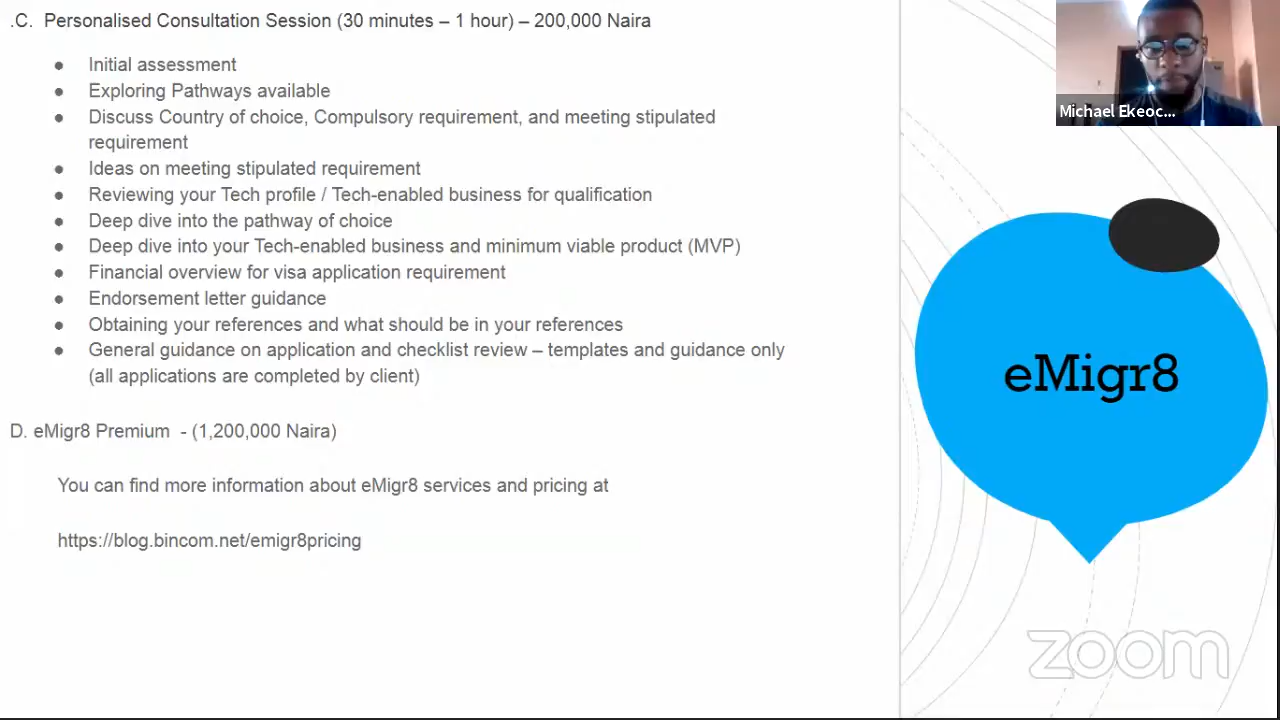 .C. Personalised Consultation Session (30 minutes – 1 hour) – 200,000 Naira
● Initial assessment
● Exploring Pathways available
● Discuss Country of choice, Compulsory requirement, and meeting stipulated
requirement
● Ideas on meeting stipulated requirement
● Reviewing your Tech profile / Tech-enabled business for qualification
● Deep dive into the pathway of choice
● Deep dive into your Tech-enabled business and minimum viable product (MVP)
● Financial overview for visa application requirement
● Endorsement letter guidance
● Obtaining your references and what should be in your references
● General guidance on application and checklist review – templates and guidance only
(all applications are completed by client)
D. eMigr8 Premium - (1,200,000 Naira)
You can find more information about eMigr8 services and pricing at
https://blog.bincom.net/emigr8pricing
Michael Ekeoc...
eMigr8
zoom